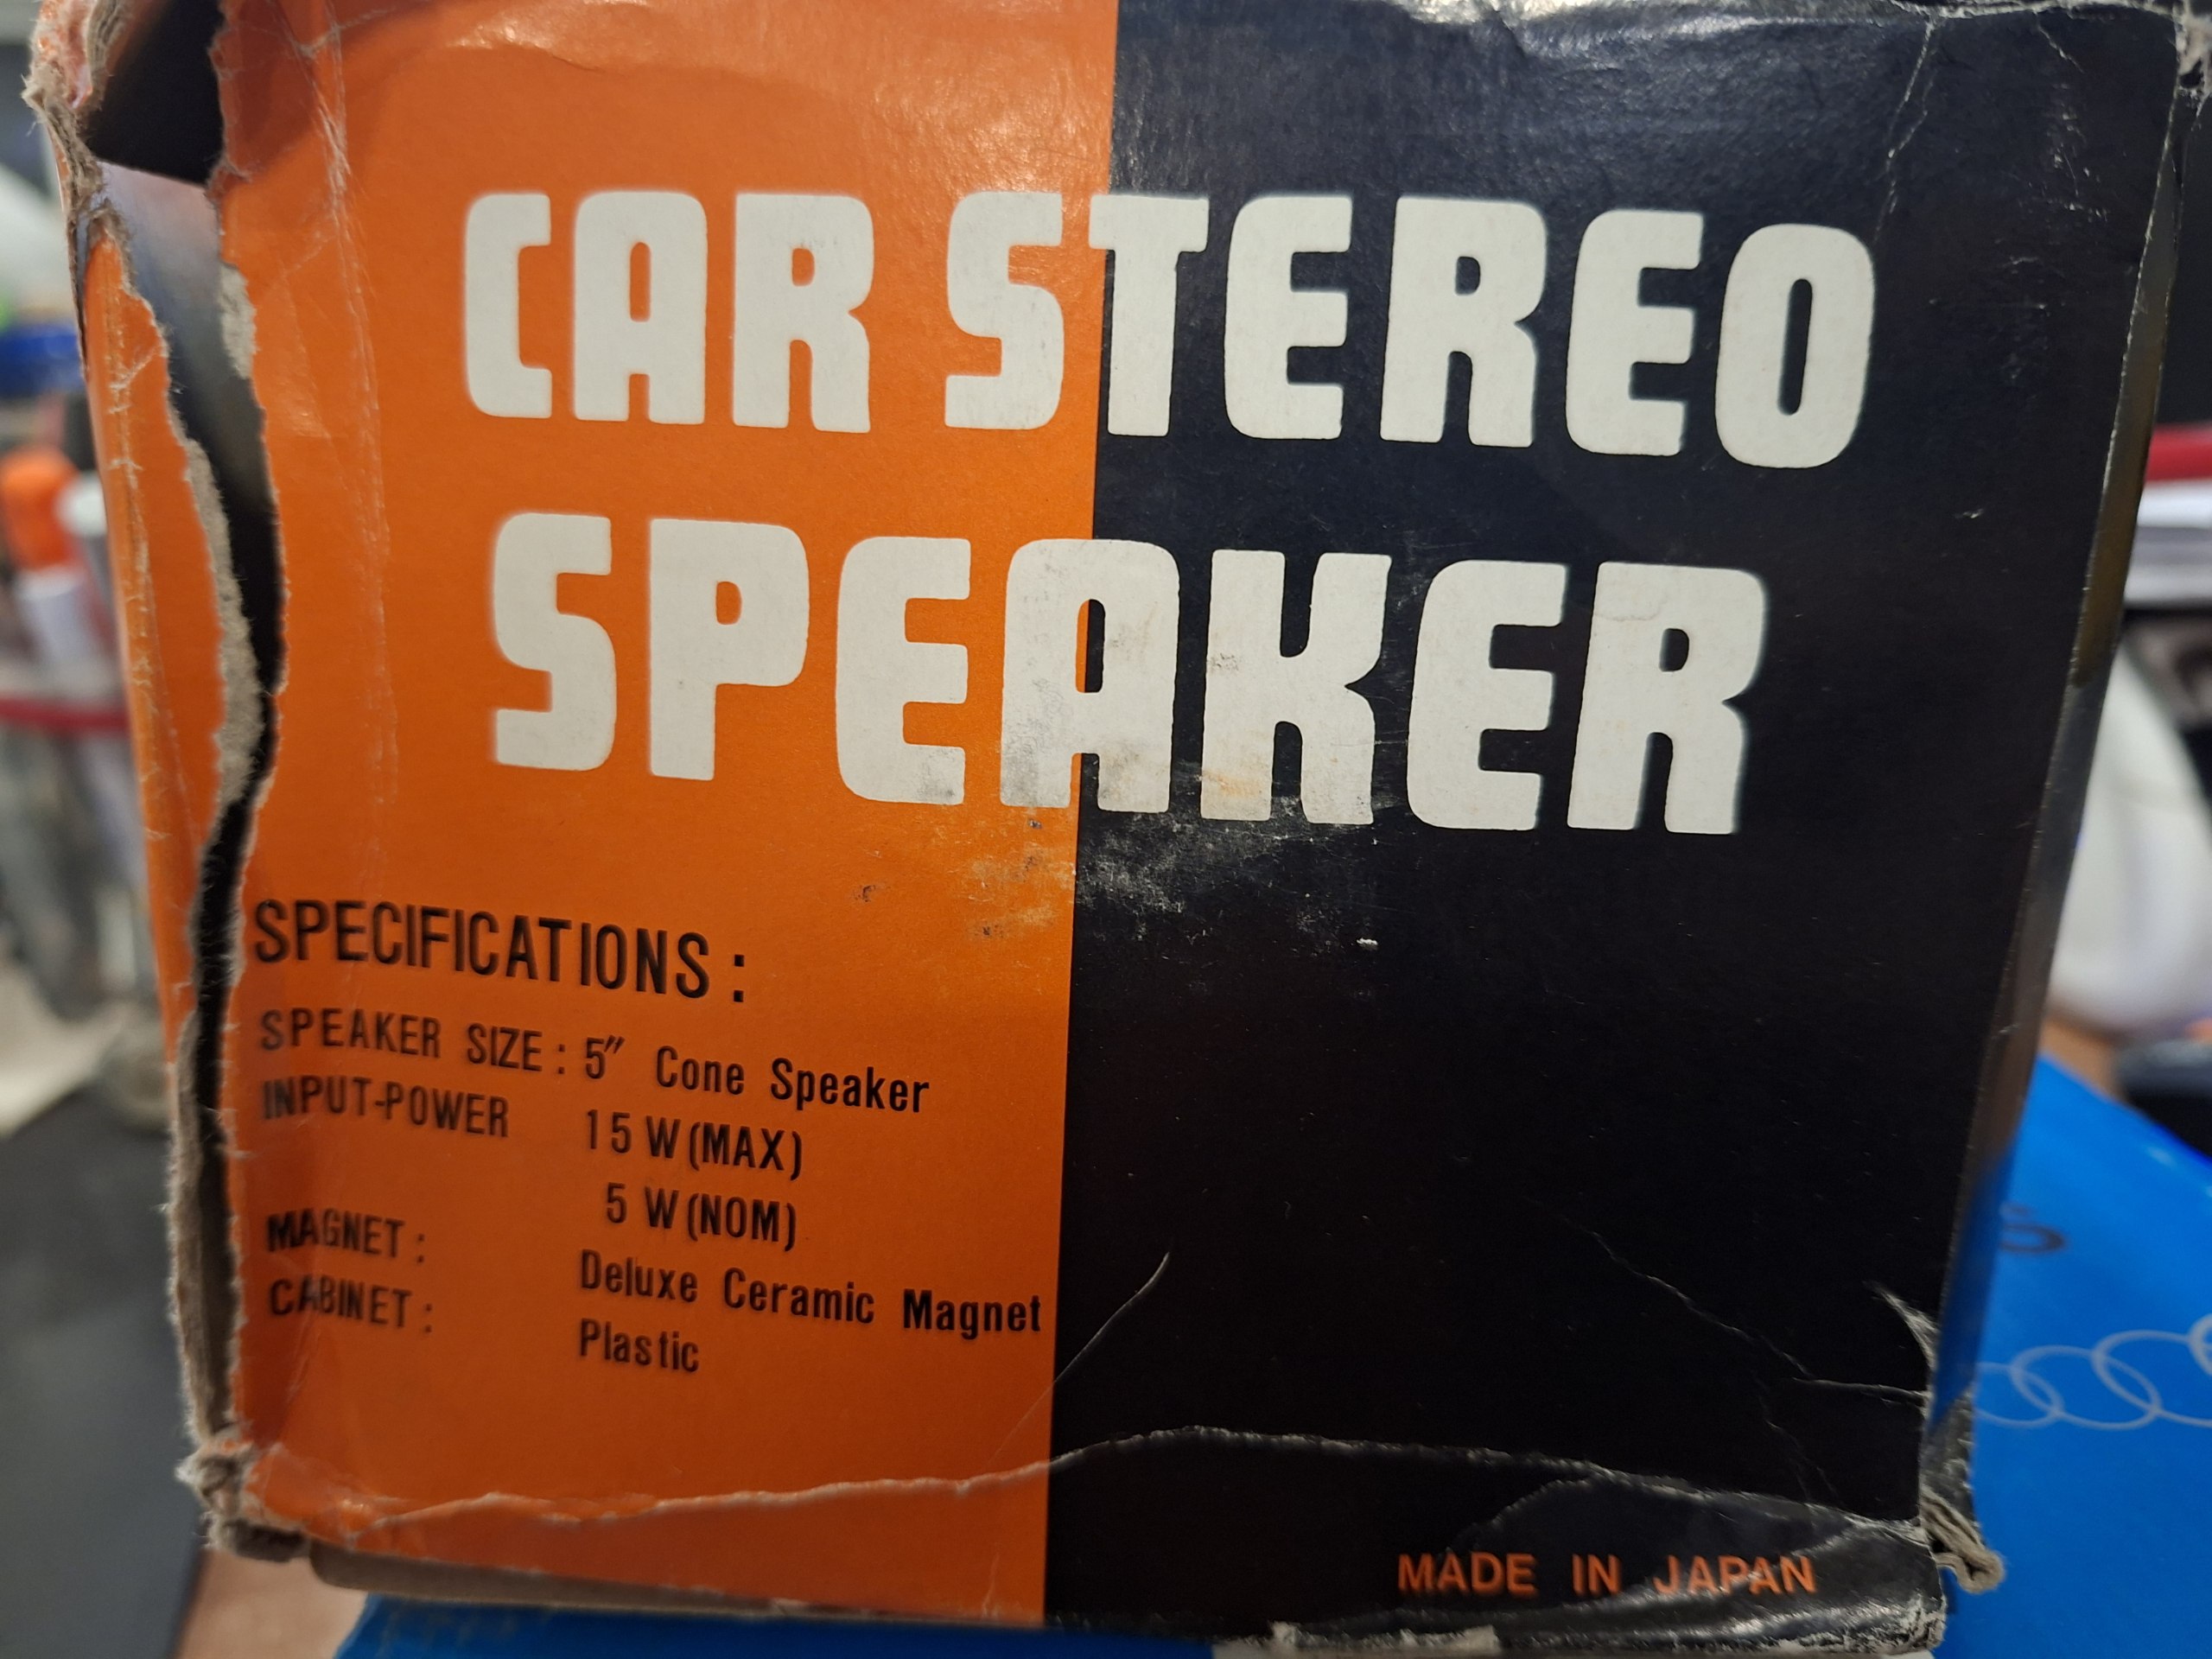 CAR STEREO
SPEAKER
SPECIFICATIONS :
SPEAKER SIZE : 5" Cone Speaker
INPUT-POWER 15 W (MAX)
5 W (NOM)
MAGNET : Deluxe Ceramic Magnet
CABINET : Plastic
MADE IN JAPAN